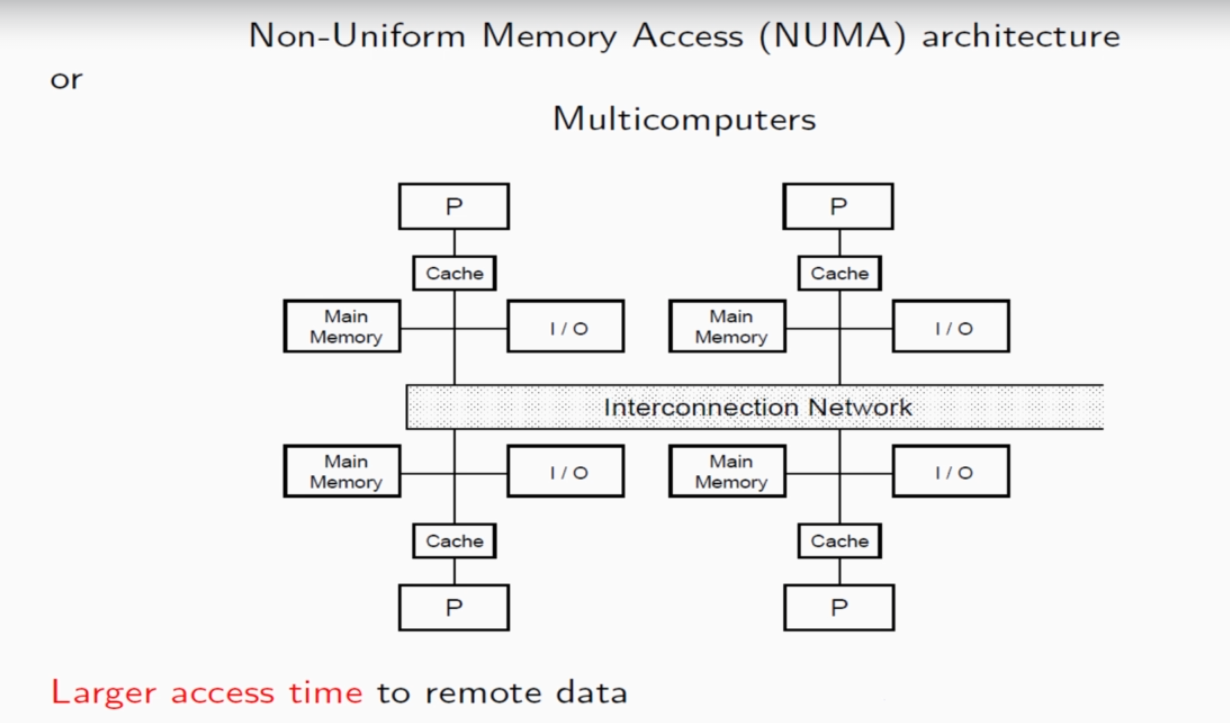 Non-Uniform Memory Access (NUMA) architecture
or
Multicomputers
P
P
Cache
Cache
Main
Memory
I/O
Main
Memory
I/O
Interconnection Network
Main
Memory
I/O
Main
Memory
I/O
Cache
Cache
P
P
Larger access time to remote data